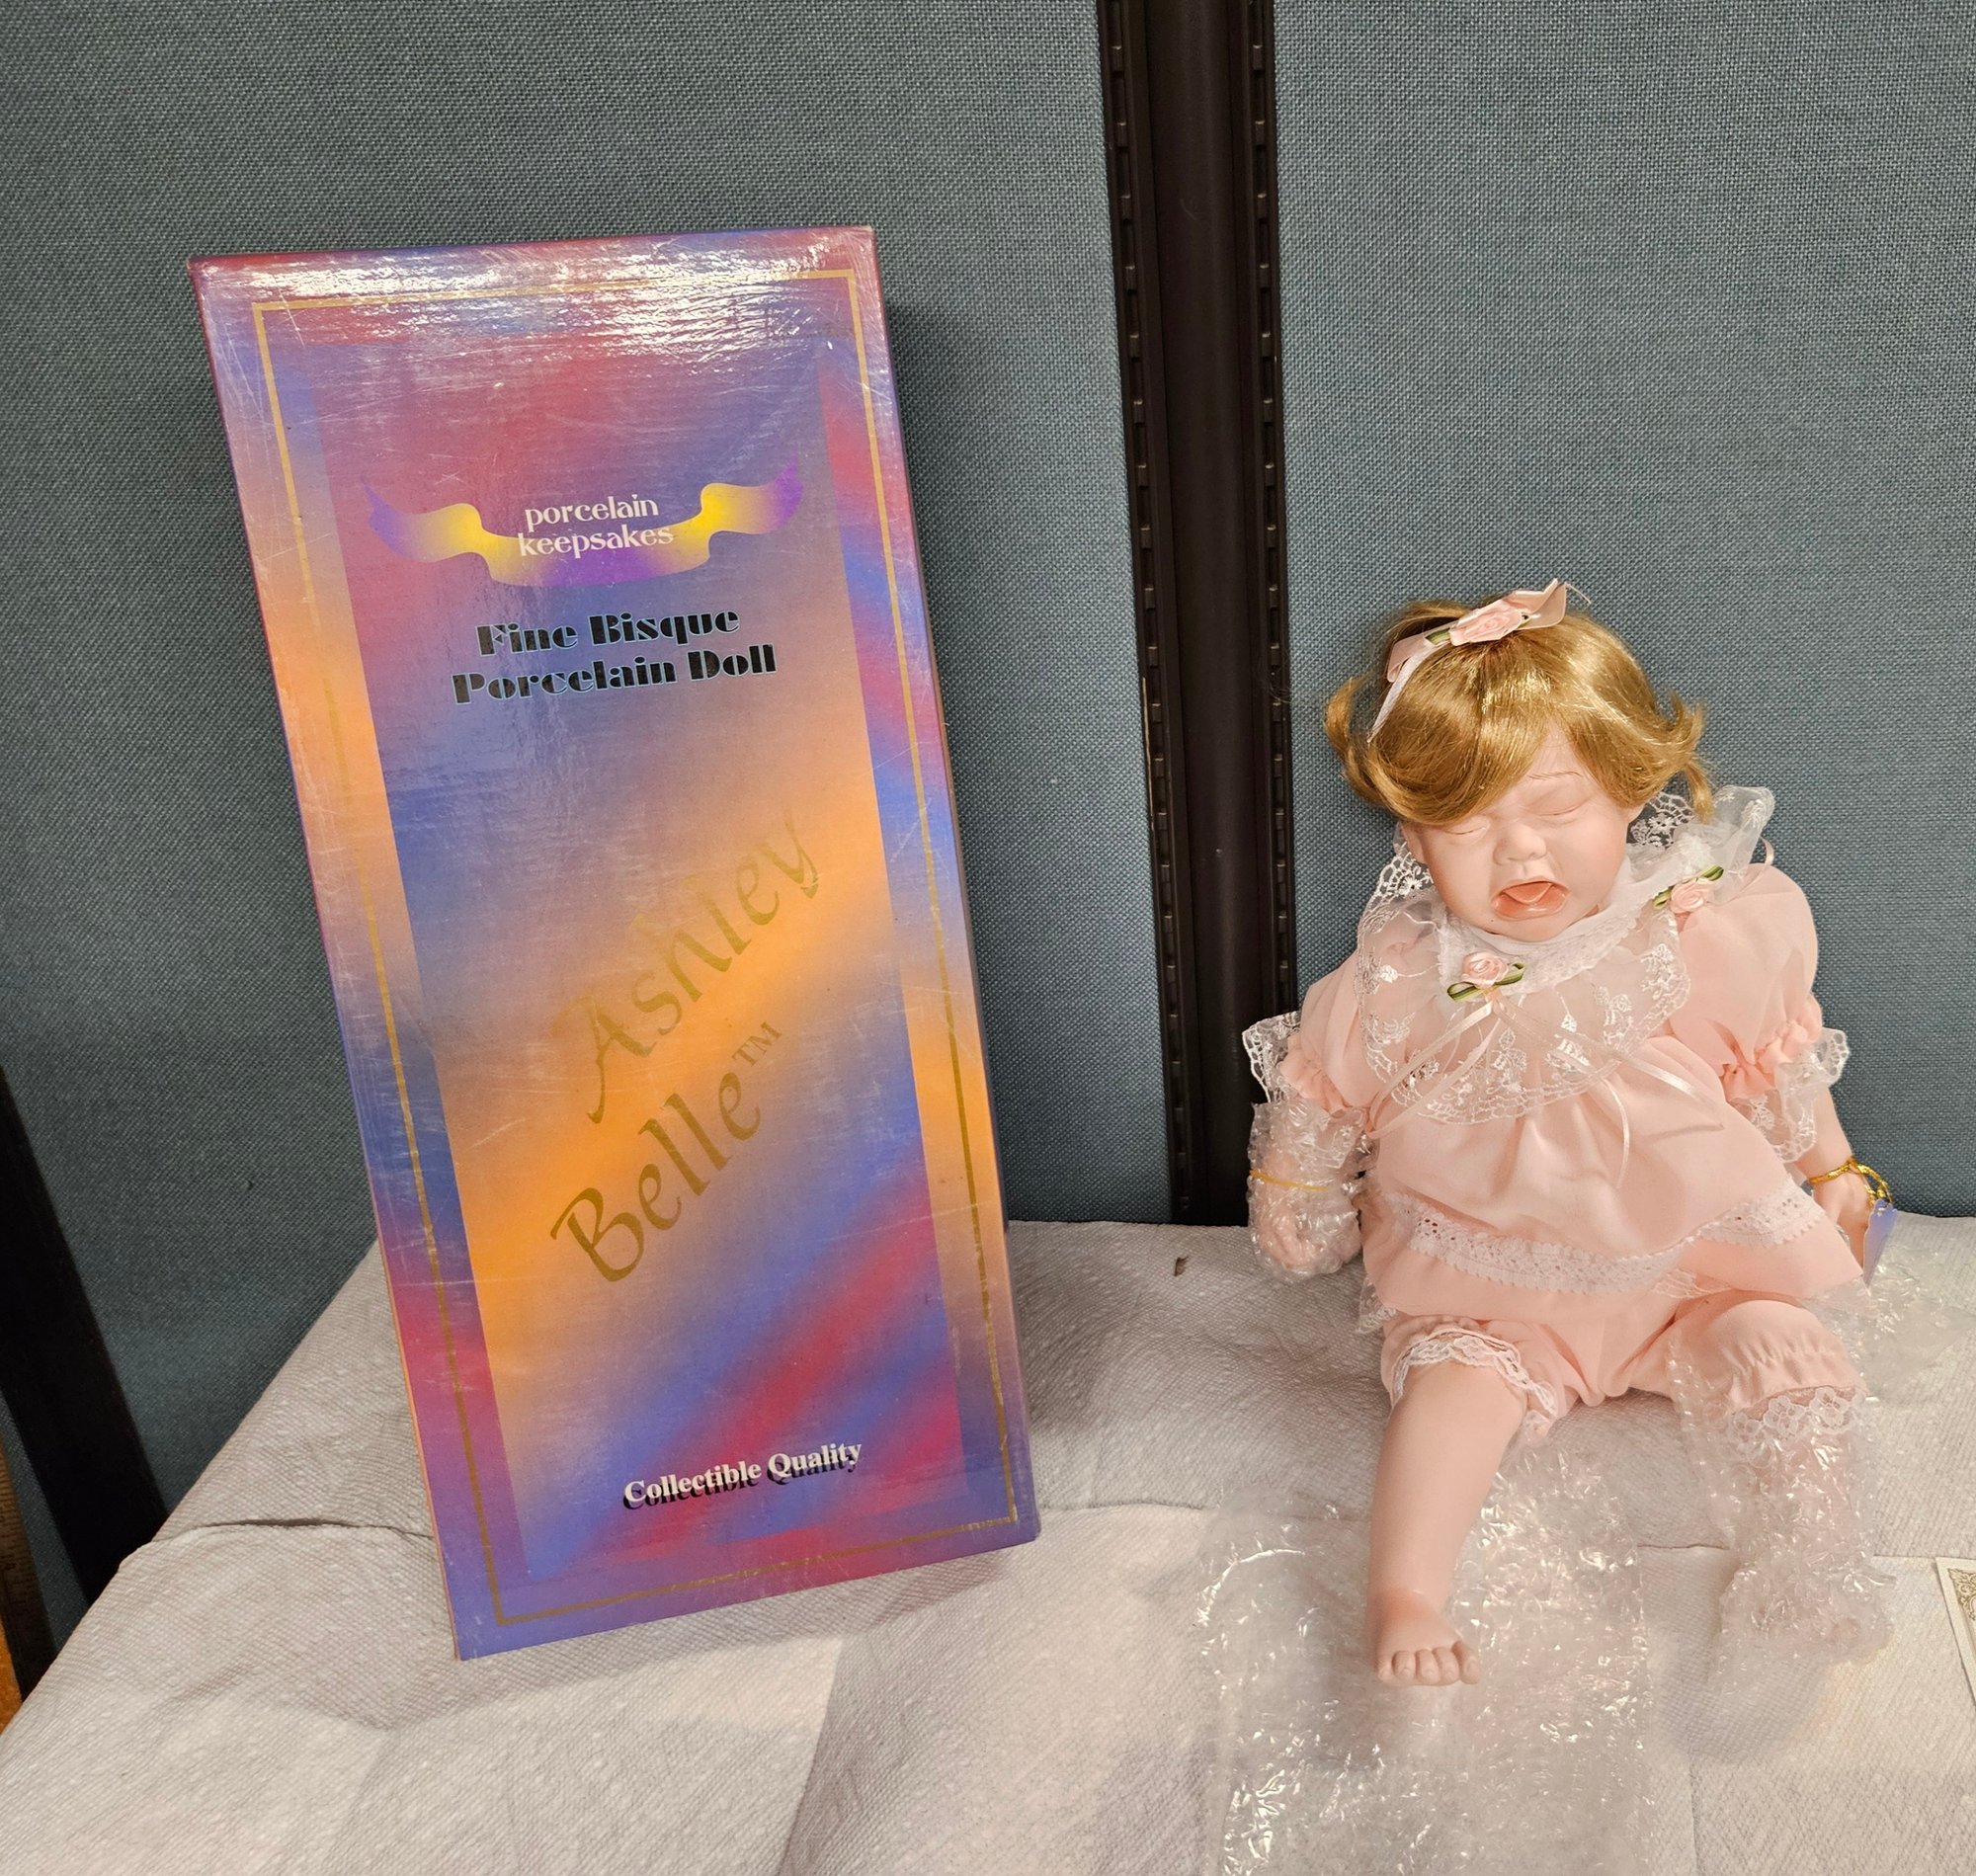 porcelain
keepsakes
Fine Bisque
Porcelain Doll
Ashley
Belle™
Collectible Quality